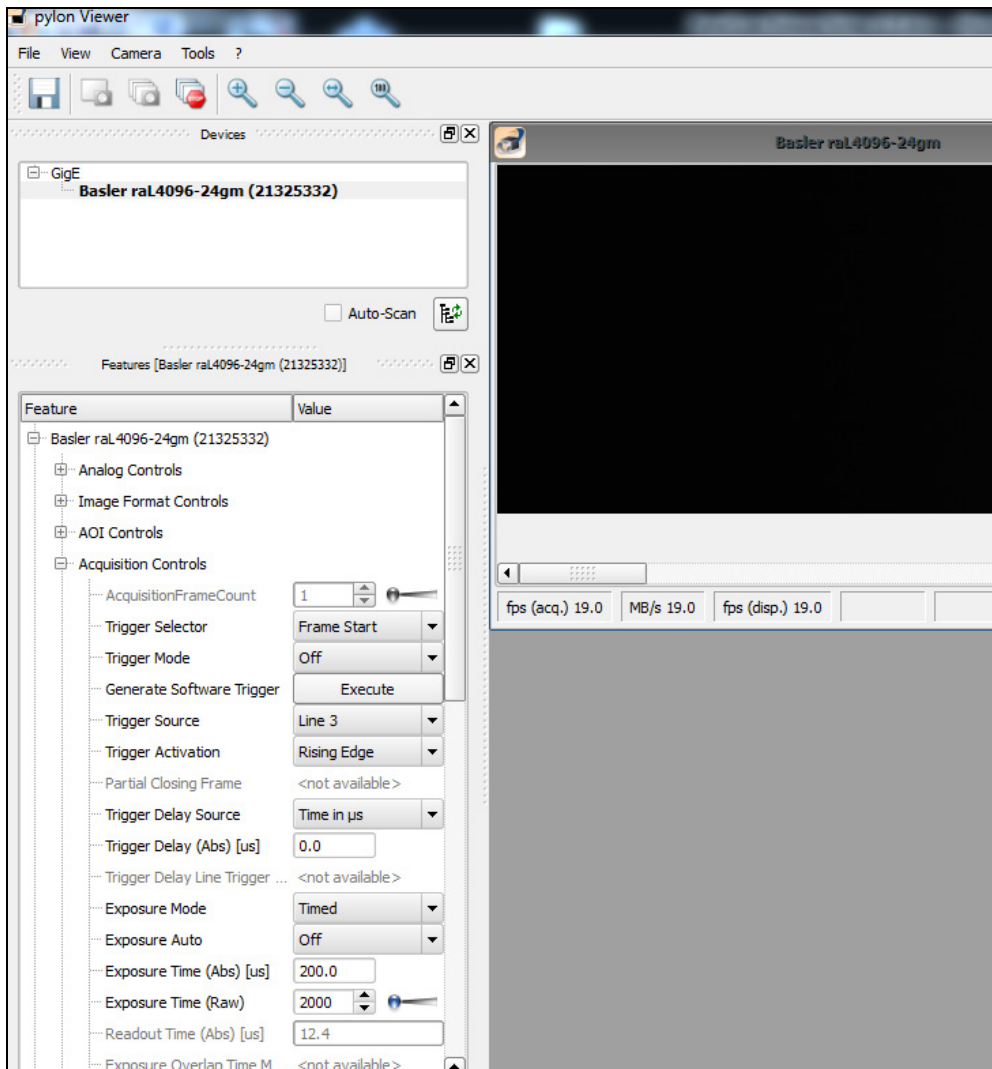 pylon Viewer
File View Camera Tools ?
100
Devices
GigE
Basler raL4096-24gm (21325332)
Auto-Scan
Features [Basler raL4096-24gm (21325332)]
Feature Value
Basler raL4096-24gm (21325332)
Analog Controls
Image Format Controls
AOI Controls
Acquisition Controls
AcquisitionFrameCount 1
Trigger Selector Frame Start
Trigger Mode Off
Generate Software Trigger Execute
Trigger Source Line 3
Trigger Activation Rising Edge
Partial Closing Frame <not available>
Trigger Delay Source Time in µs
Trigger Delay (Abs) [us] 0.0
Trigger Delay Line Trigger ... <not available>
Exposure Mode Timed
Exposure Auto Off
Exposure Time (Abs) [us] 200.0
Exposure Time (Raw) 2000
Readout Time (Abs) [us] 12.4
Exposure Overlap Time M... <not available>
Basler raL4096-24gm
fps (acq.) 19.0 MB/s 19.0 fps (disp.) 19.0